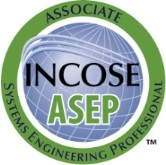 ASSOCIATE
INCOSE
ASEP
SYSTEMS ENGINEERING PROFESSIONAL
TM